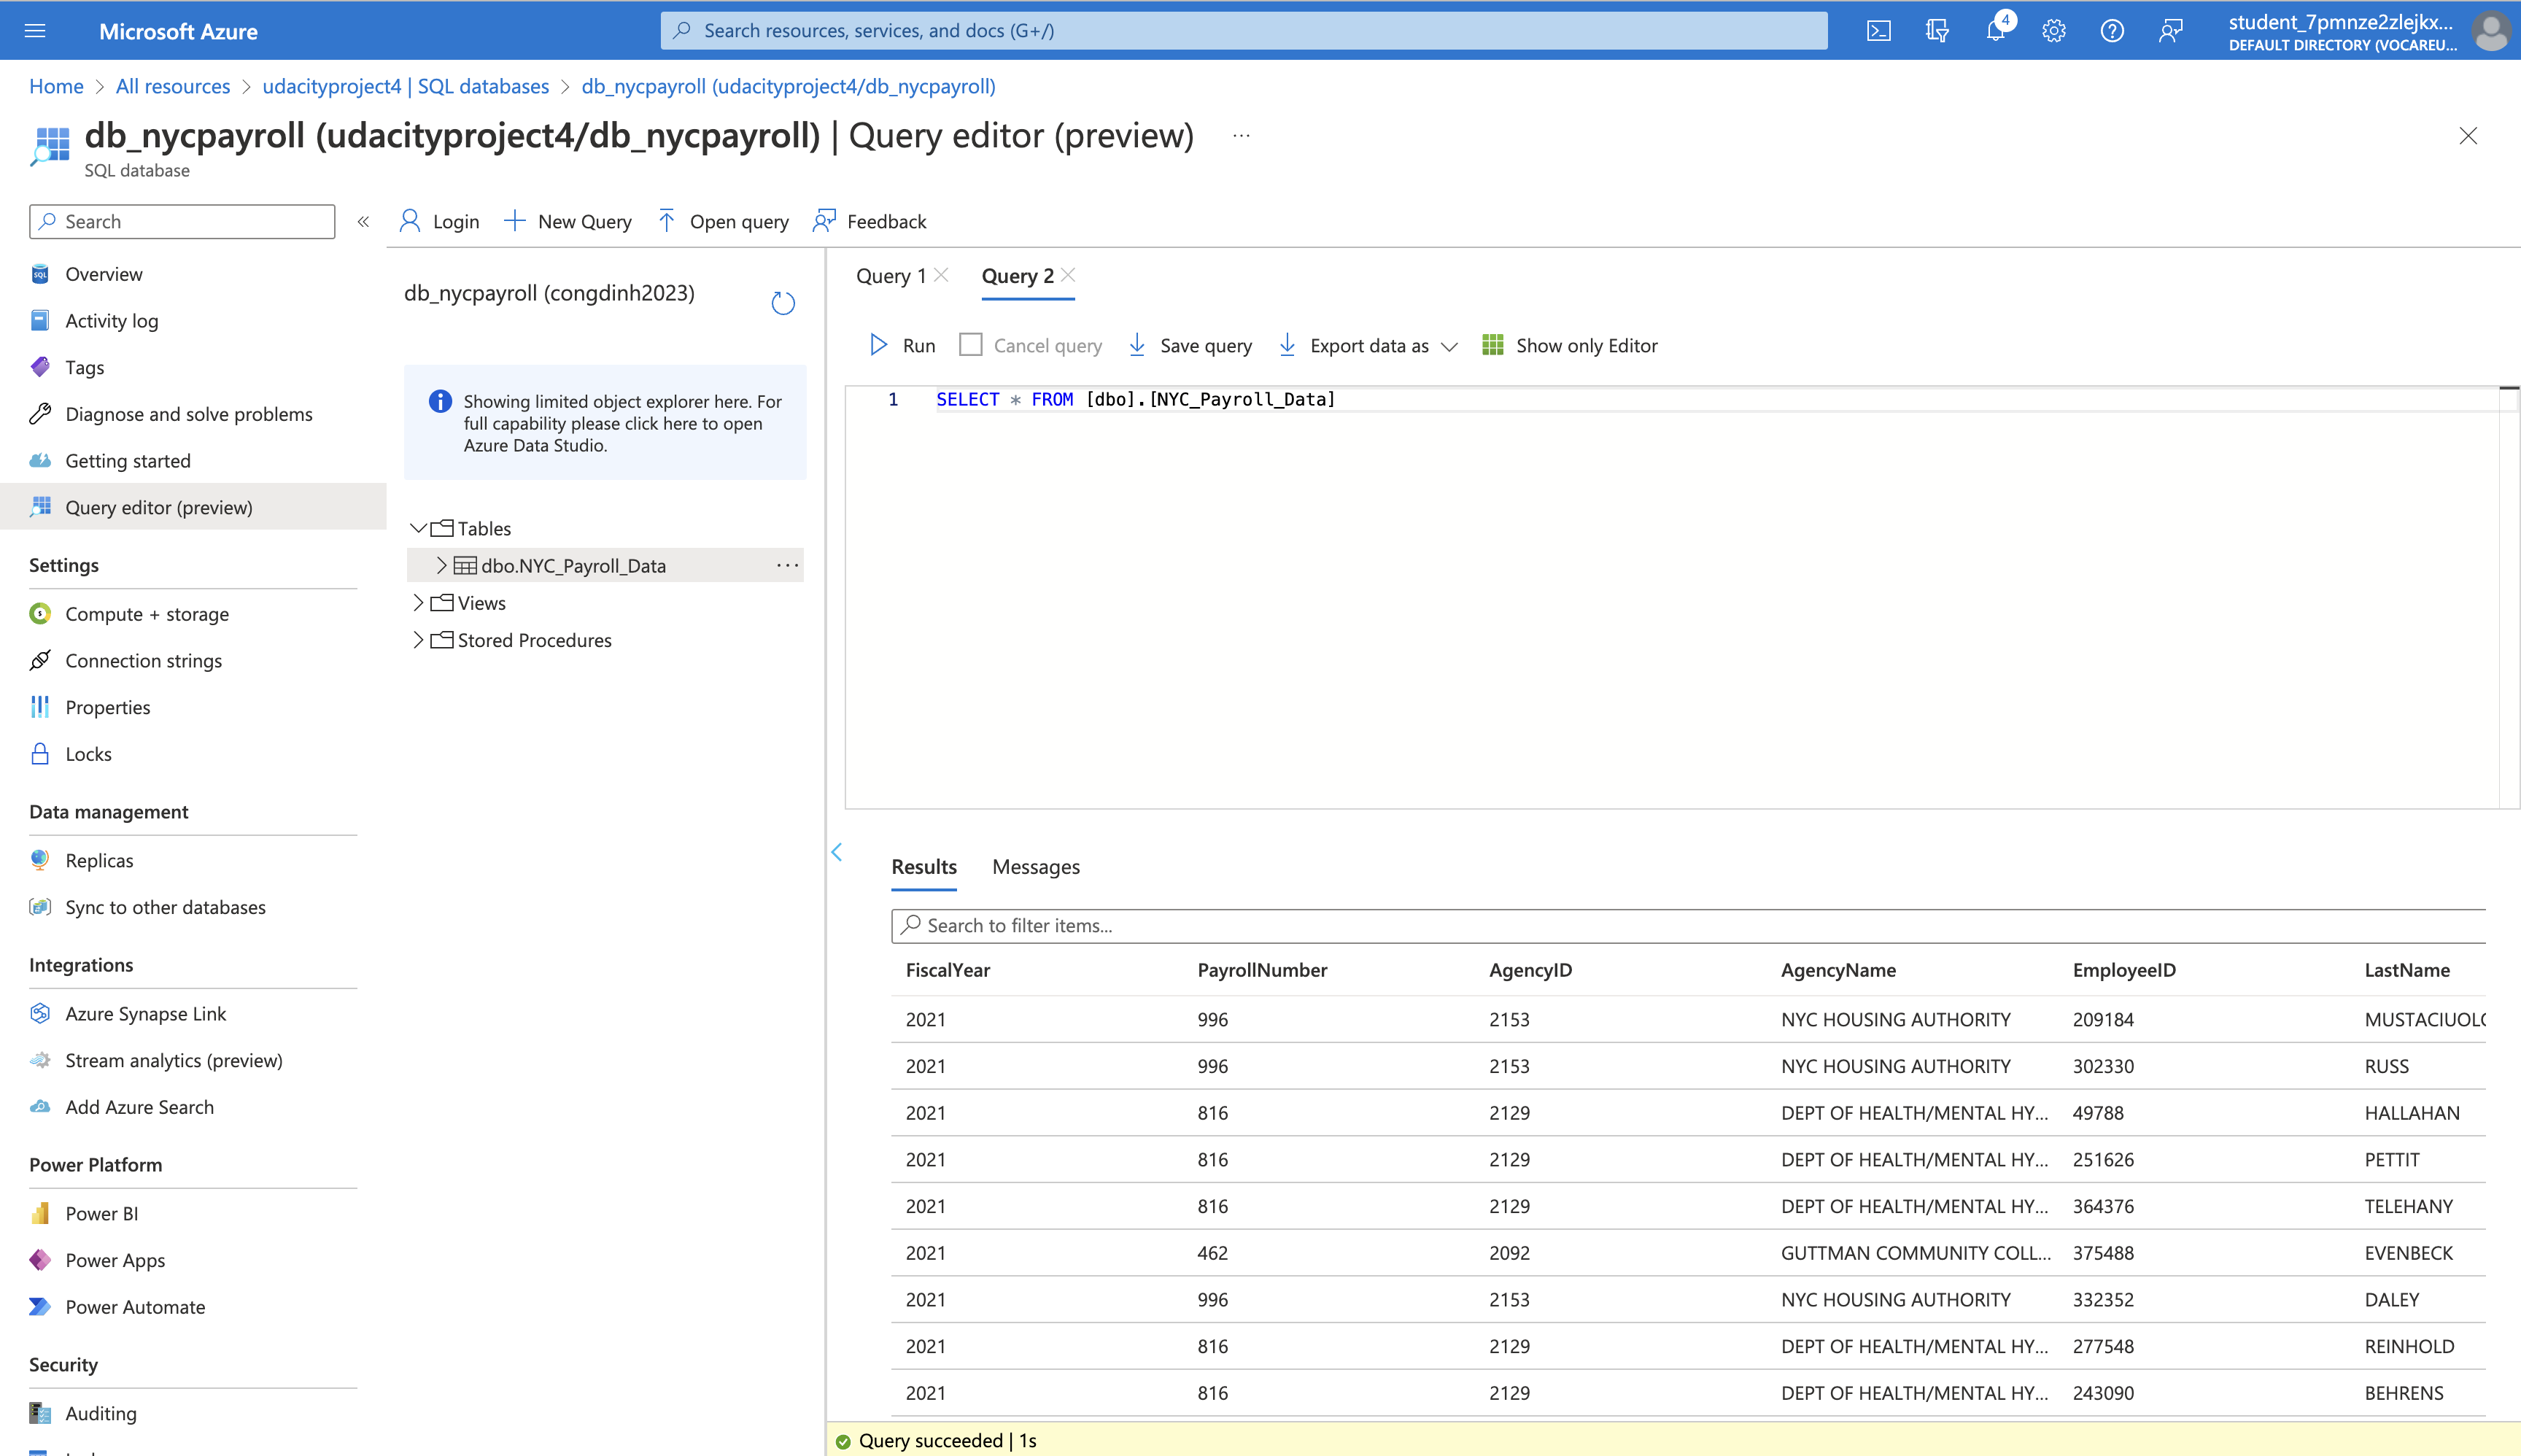 Microsoft Azure
Search resources, services, and docs (G+/)
4
student_7pmnze2zlejkx...
DEFAULT DIRECTORY (VOCAREU...
Home > All resources > udacityproject4 | SQL databases > db_nycpayroll (udacityproject4/db_nycpayroll)
db_nycpayroll (udacityproject4/db_nycpayroll) | Query editor (preview) ...
SQL database
Search
«
Overview
Activity log
Tags
Diagnose and solve problems
Getting started
Query editor (preview)
Settings
Compute + storage
Connection strings
Properties
Locks
Data management
Replicas
Sync to other databases
Integrations
Azure Synapse Link
Stream analytics (preview)
Add Azure Search
Power Platform
Power BI
Power Apps
Power Automate
Security
Auditing
Login New Query Open query Feedback
db_nycpayroll (congdinh2023)
Showing limited object explorer here. For
full capability please click here to open
Azure Data Studio.
Tables
dbo.NYC_Payroll_Data ...
Views
Stored Procedures
Query 1 Query 2
Run Cancel query Save query Export data as Show only Editor
1 SELECT * FROM [dbo].[NYC_Payroll_Data]
Results Messages
Search to filter items...
FiscalYear PayrollNumber AgencyID AgencyName EmployeeID LastName
2021 996 2153 NYC HOUSING AUTHORITY 209184
2021 996 2153 NYC HOUSING AUTHORITY 302330 RUSS
2021 816 2129 DEPT OF HEALTH/MENTAL HY... 49788 HALLAHAN
2021 816 2129 DEPT OF HEALTH/MENTAL HY... 251626 PETTIT
2021 816 2129 DEPT OF HEALTH/MENTAL HY... 364376 TELEHANY
2021 462 2092 GUTTMAN COMMUNITY COLL... 375488 EVENBECK
2021 996 2153 NYC HOUSING AUTHORITY 332352 DALEY
2021 816 2129 DEPT OF HEALTH/MENTAL HY... 277548 REINHOLD
2021 816 2129 DEPT OF HEALTH/MENTAL HY... 243090 BEHRENS
Query succeeded | 1s